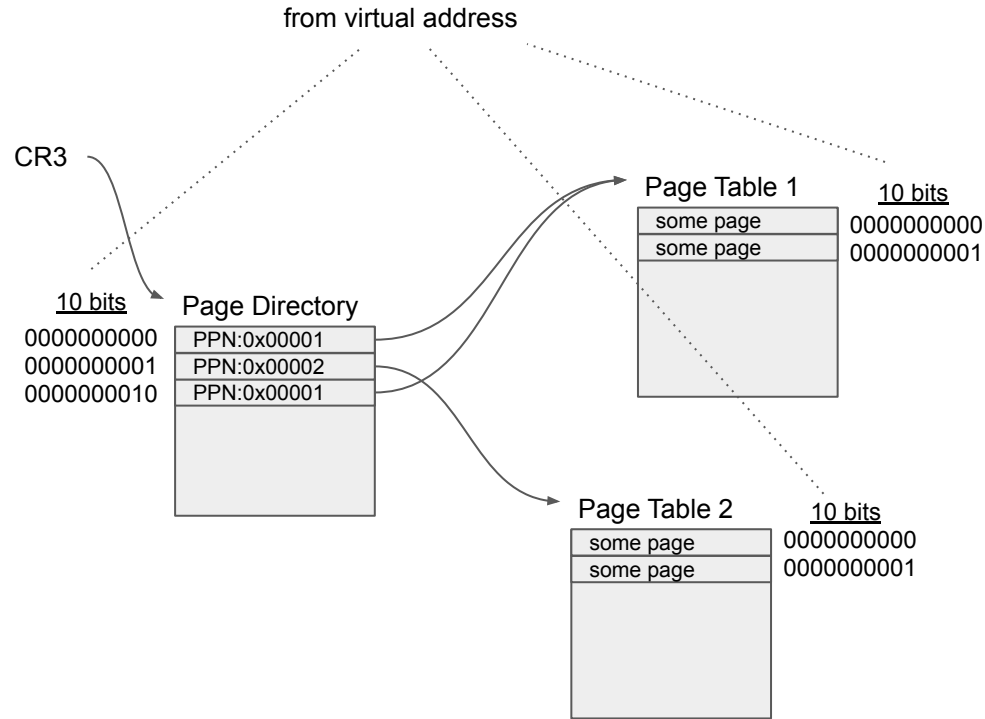 from virtual address
CR3
10 bits
0000000000
0000000001
0000000010
Page Directory
PPN:0x00001
PPN:0x00002
PPN:0x00001
Page Table 1
some page
some page
10 bits
0000000000
0000000001
Page Table 2
some page
some page
10 bits
0000000000
0000000001